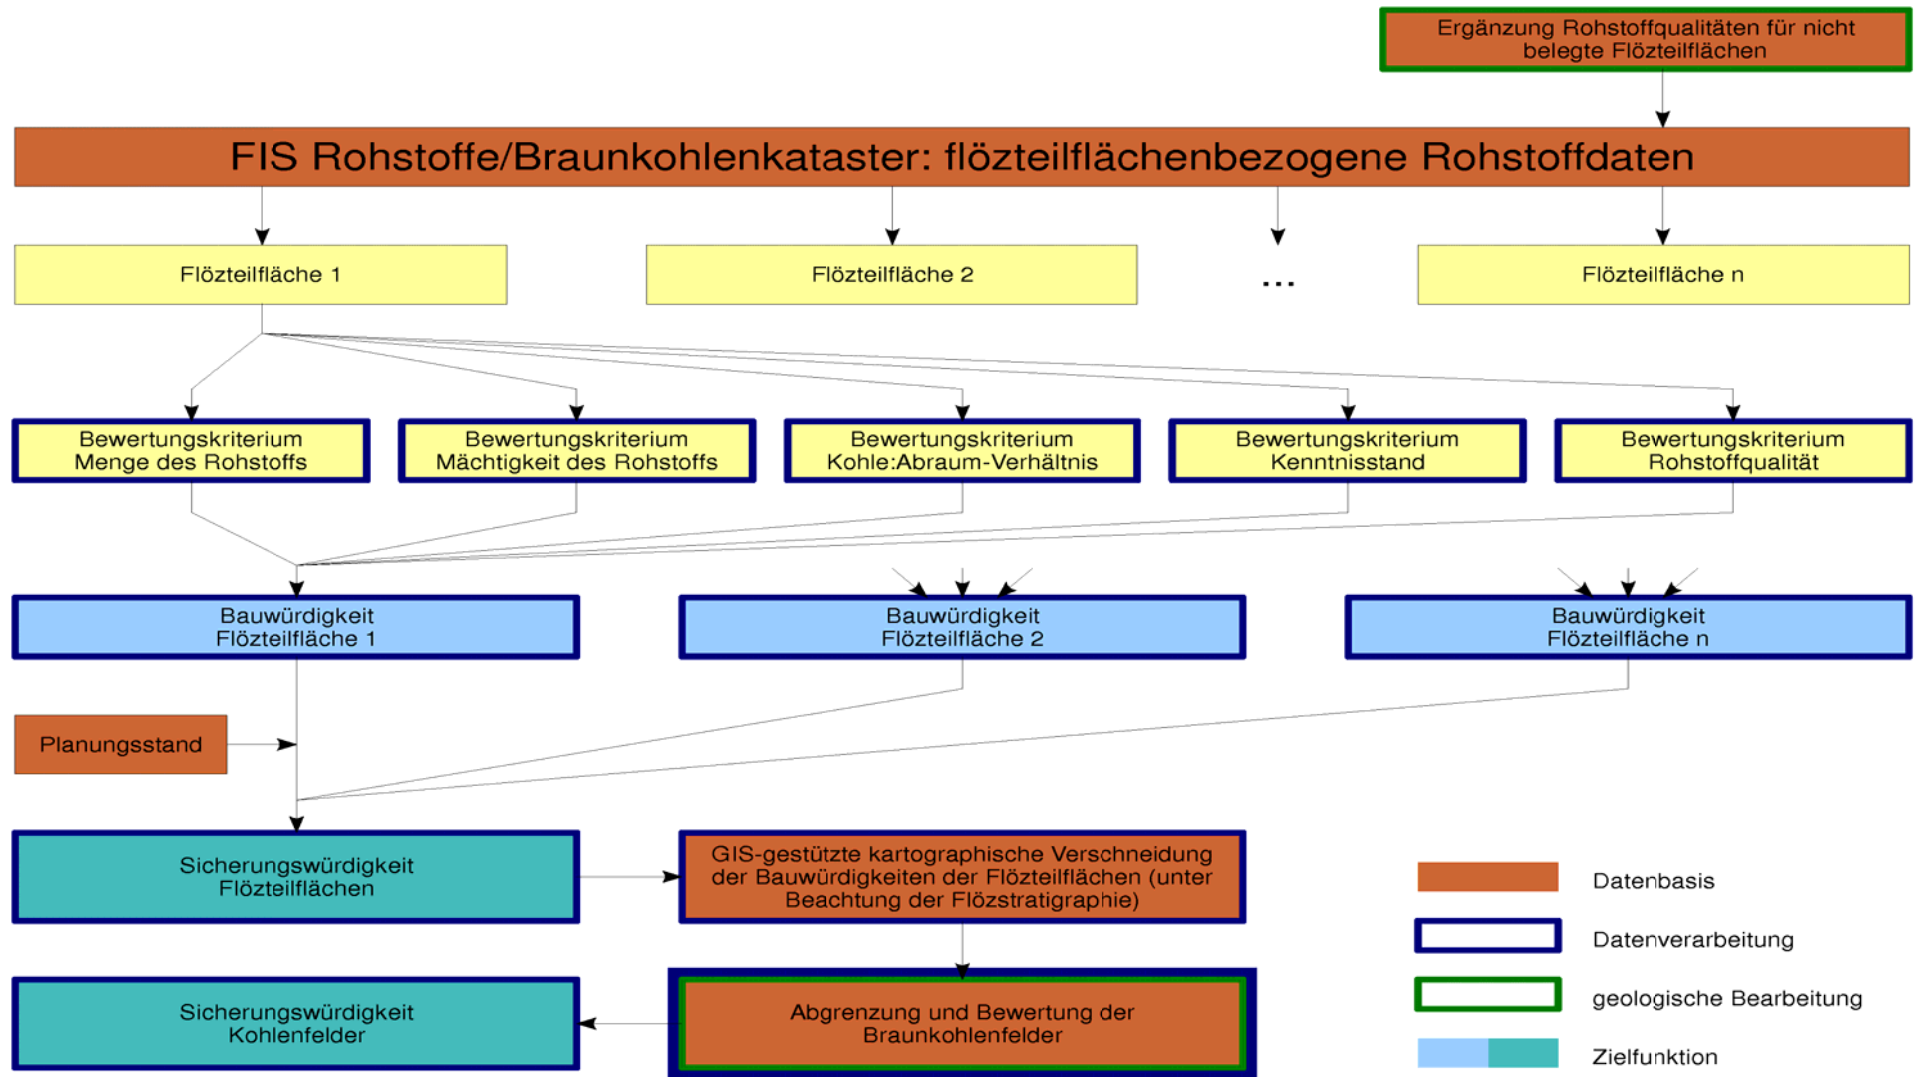 Ergänzung Rohstoffqualitäten für nicht
belegte Flözteilflächen
FIS Rohstoffe/Braunkohlenkataster: flözteilflächenbezogene Rohstoffdaten
Flözteilfläche 1
Flözteilfläche 2
...
Flözteilfläche n
Bewertungskriterium
Menge des Rohstoffs
Bewertungskriterium
Mächtigkeit des Rohstoffs
Bewertungskriterium
Kohle:Abraum-Verhältnis
Bewertungskriterium
Kenntnisstand
Bewertungskriterium
Rohstoffqualität
Bauwürdigkeit
Flözteilfläche 1
Bauwürdigkeit
Flözteilfläche 2
Bauwürdigkeit
Flözteilfläche n
Planungsstand
Sicherungswürdigkeit
Flözteilflächen
GIS-gestützte kartographische Verschneidung
der Bauwürdigkeiten der Flözteilflächen (unter
Beachtung der Flözstratigraphie)
Sicherungswürdigkeit
Kohlenfelder
Abgrenzung und Bewertung der
Braunkohlenfelder
Datenbasis
Datenverarbeitung
geologische Bearbeitung
Zielfunktion